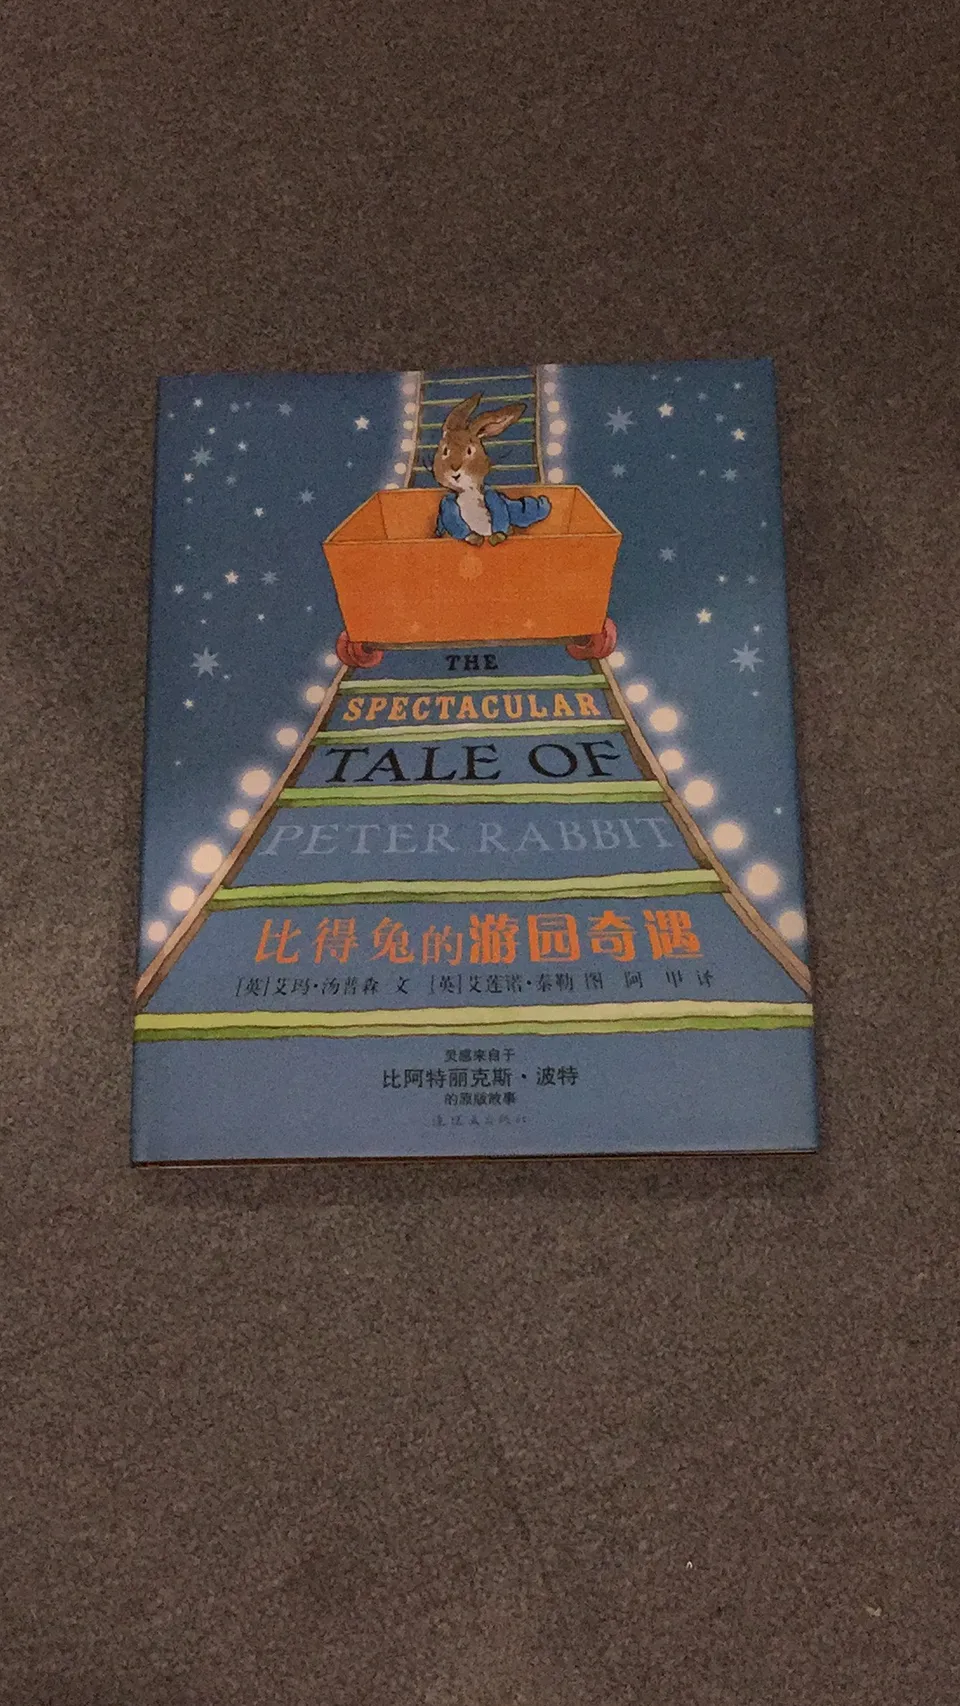 THE
SPECTACULAR
TALE OF
PETER RABBIT
比得兔的游园奇遇
[英]艾玛·汤普森 文 [英]艾莲诺·泰勒 图 阿 甲 译
灵感来自于
比阿特丽克斯·波特
的原版故事